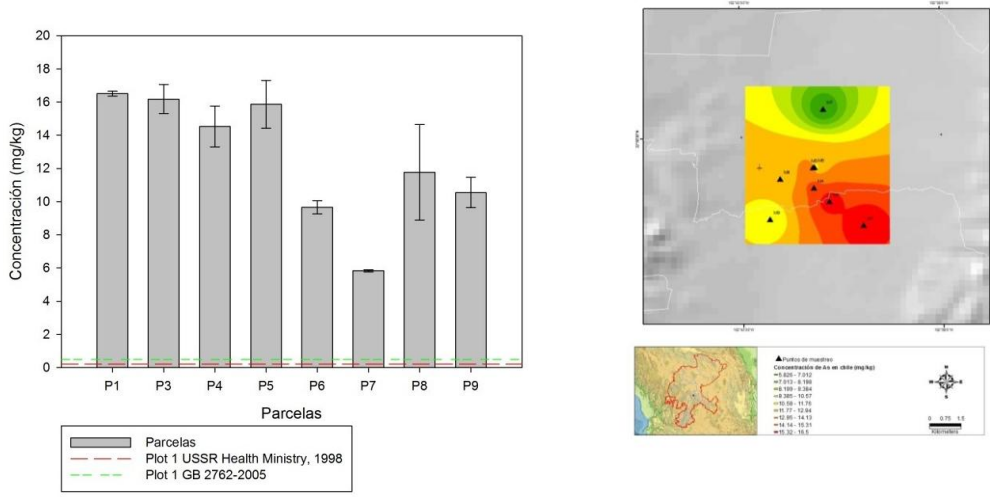 20
18
16
14
12
10
8
6
4
2
0
Concentración (mg/kg)
P1 P3 P4 P5 P6 P7 P8 P9
Parcelas
Parcelas
Plot 1 USSR Health Ministry, 1998
Plot 1 GB 2762-2005
Puntos de muestreo
Concentración de As en chile (mg/kg)
5.826 - 7.012
7.013 - 8.198
8.199 - 9.384
9.385 - 10.57
10.58 - 11.75
11.77 - 12.94
12.95 - 14.13
14.14 - 15.31
15.32 - 16.5
N
S
0 0.75 1.5
Kilometers